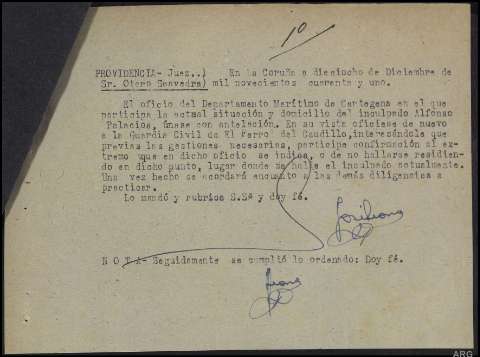 1º
PROVIDENCIA- Juez,.) En la Coruña a dieciocho de Diciembre de
Sr. Otero Saavedra) mil novecientos cuarenta y uno.
El oficio del Departamento Marítimo de Cartagena en el que
participa la actual situación y domicilio del inculpado Alfonso
Palacios, únase con antelación. En su vista ofíciese de nuevo
a la Guardia Civil de El Ferrol del Caudillo, interesándole que
previas las gestiones necesarias, participe confirmación al ex-
tremo que en dicho oficio se indica, o de no hallarse residien-
do en dicho punto, lugar donde se halle el inculpado actualmente.
Una vez hecho se acordará encuanto a las demás diligencias a
practicar.
Lo mandó y rubrica S.Sª y doy fé.
N O T A- Seguidamente se cumplió lo ordenado: Doy fé.
ARG